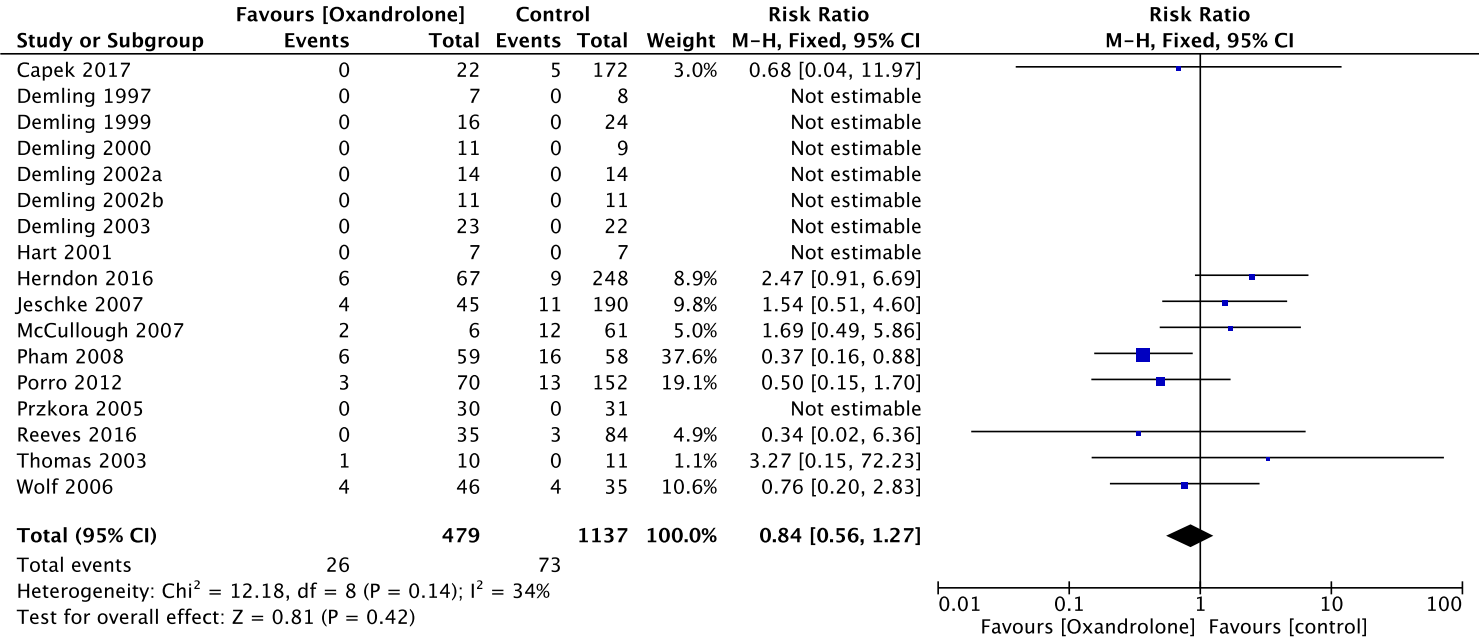 Favours [Oxandrolone] Control Risk Ratio Risk Ratio
Study or Subgroup Events Total Events Total Weight M-H, Fixed, 95% CI M-H, Fixed, 95% CI
Capek 2017 0 22 5 172 3.0% 0.68 [0.04, 11.97]
Demling 1997 0 7 0 8 Not estimable
Demling 1999 0 16 0 24 Not estimable
Demling 2000 0 11 0 9 Not estimable
Demling 2002a 0 14 0 14 Not estimable
Demling 2002b 0 11 0 11 Not estimable
Demling 2003 0 23 0 22 Not estimable
Hart 2001 0 7 0 7 Not estimable
Herndon 2016 6 67 9 248 8.9% 2.47 [0.91, 6.69]
Jeschke 2007 4 45 11 190 9.8% 1.54 [0.51, 4.60]
McCullough 2007 2 6 12 61 5.0% 1.69 [0.49, 5.86]
Pham 2008 6 59 16 58 37.6% 0.37 [0.16, 0.88]
Porro 2012 3 70 13 152 19.1% 0.50 [0.15, 1.70]
Przkora 2005 0 30 0 31 Not estimable
Reeves 2016 0 35 3 84 4.9% 0.34 [0.02, 6.36]
Thomas 2003 1 10 0 11 1.1% 3.27 [0.15, 72.23]
Wolf 2006 4 46 4 35 10.6% 0.76 [0.20, 2.83]
Total (95% CI) 479 1137 100.0% 0.84 [0.56, 1.27]
Total events 26 73
Heterogeneity: Chi² = 12.18, df = 8 (P = 0.14); I² = 34%
Test for overall effect: Z = 0.81 (P = 0.42)
0.01 0.1 1 10 100
Favours [Oxandrolone] Favours [control]